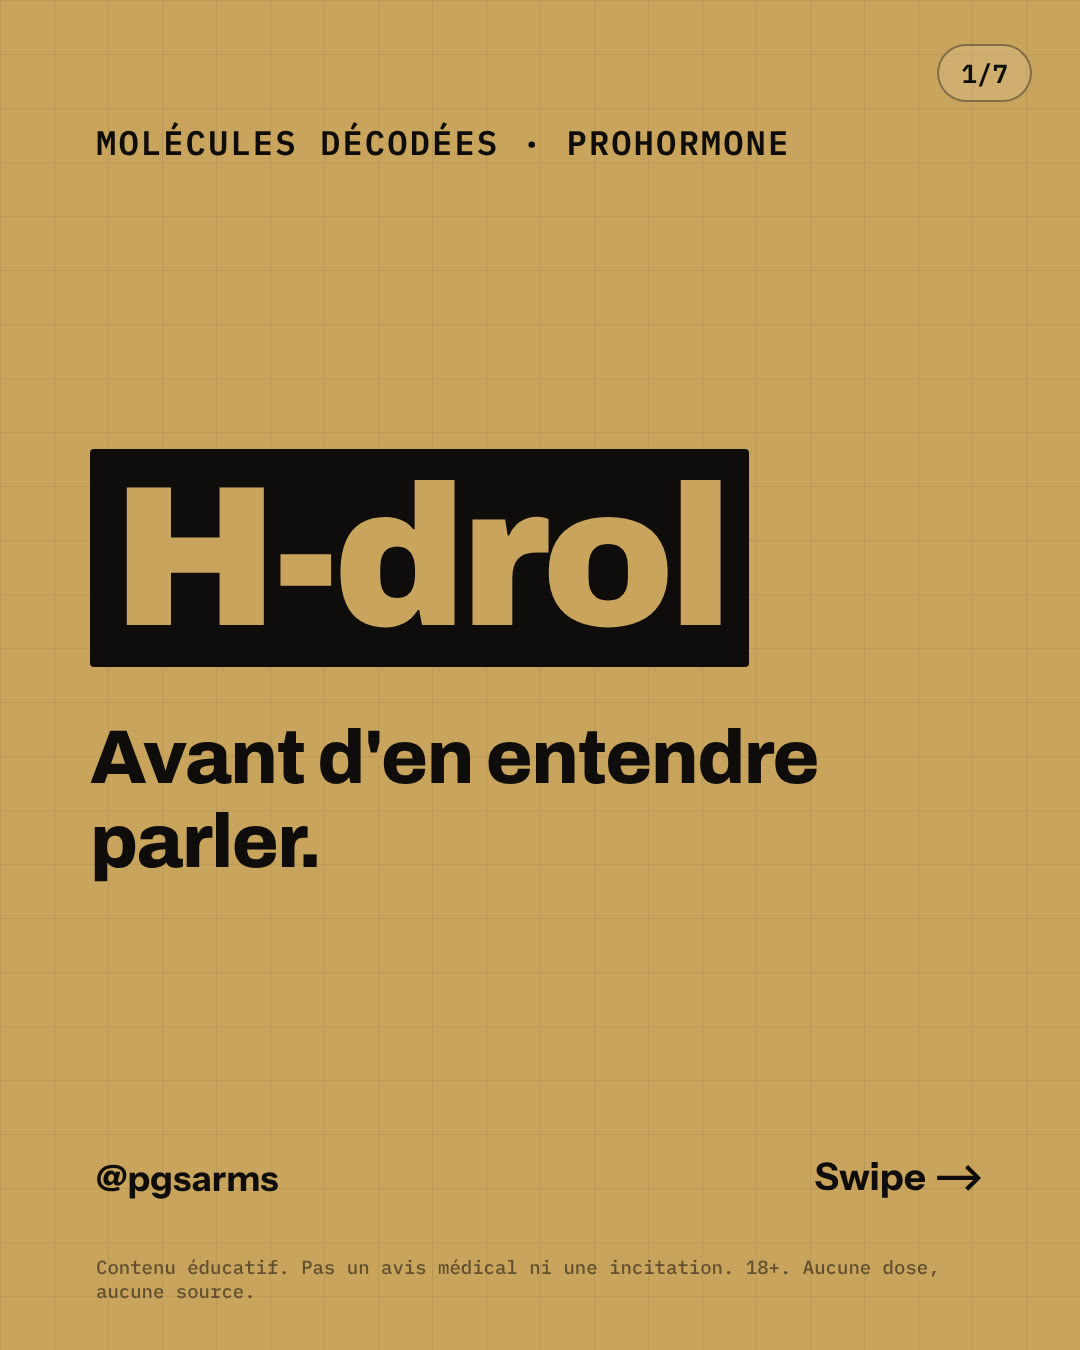 1/7
MOLÉCULES DÉCODÉES · PROHORMONE
H-drol
Avant d'en entendre
parler.
@pgsarms
Swipe →
Contenu éducatif. Pas un avis médical ni une incitation. 18+. Aucune dose,
aucune source.